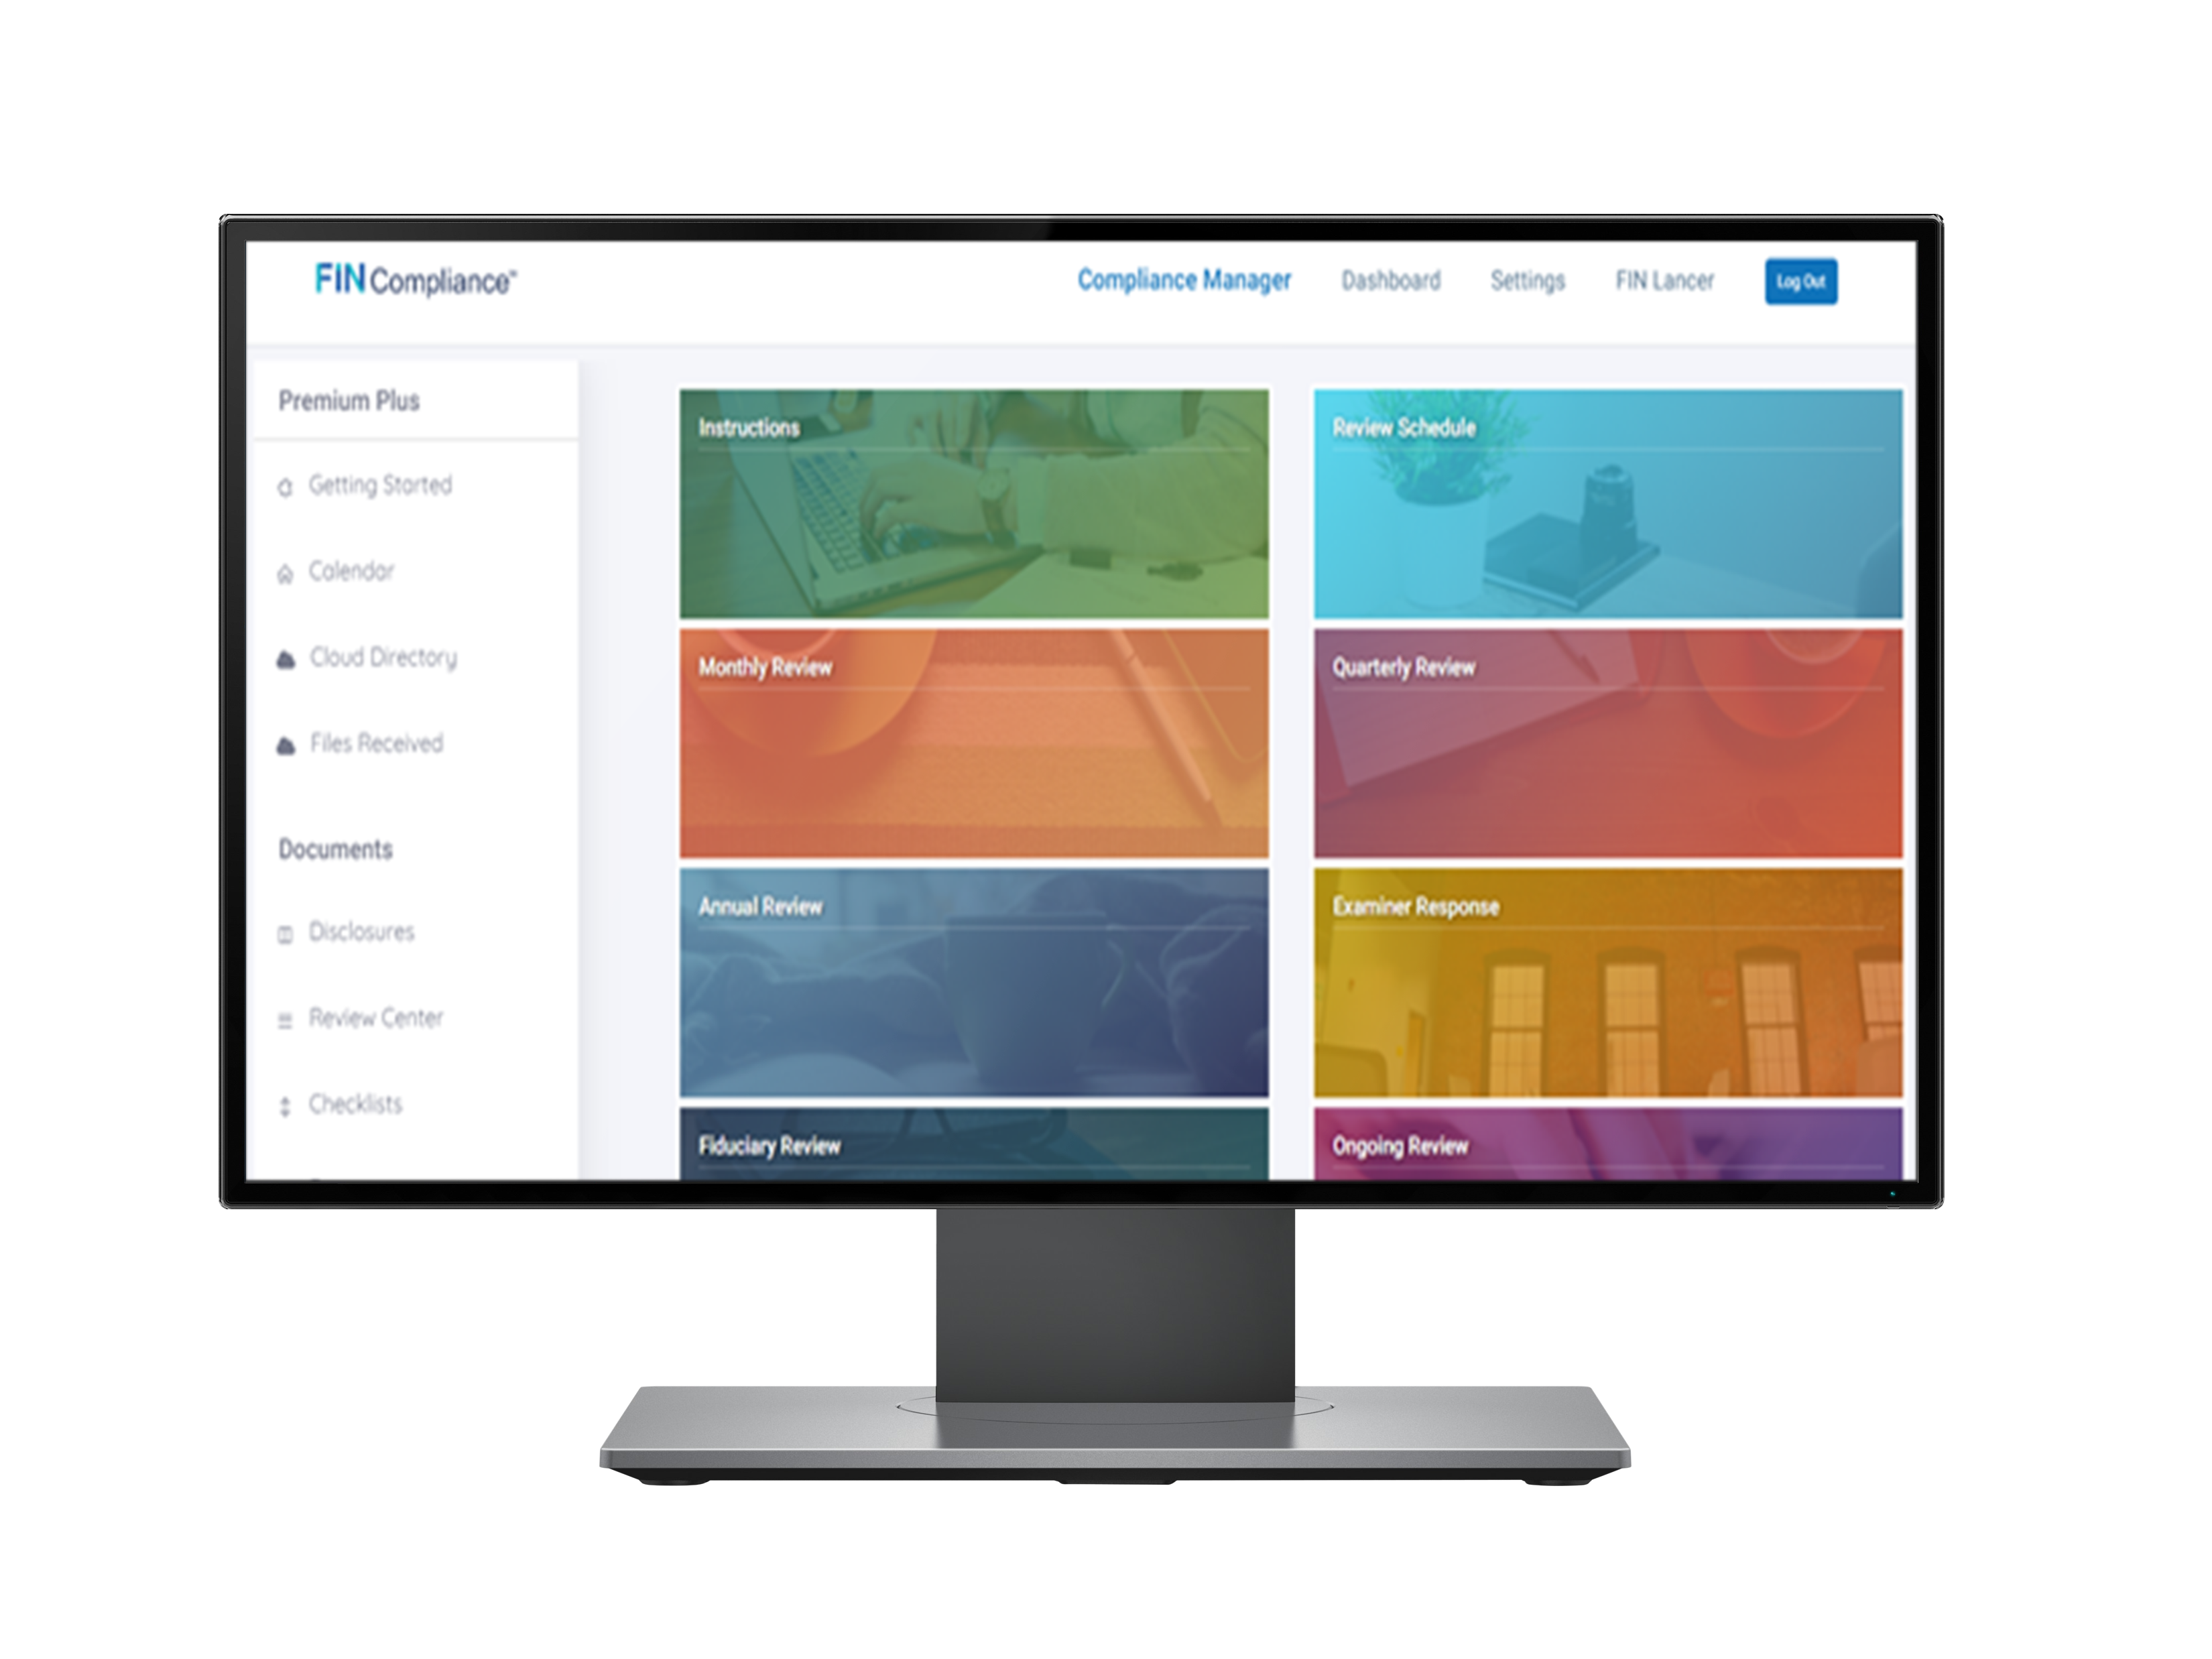 FIN Compliance™
Compliance Manager
Dashboard
Settings
FIN Lancer
Log Out
Premium Plus
Getting Started
Calendar
Cloud Directory
Files Received
Documents
Disclosures
Review Center
Checklists
Instructions
Review Schedule
Monthly Review
Quarterly Review
Annual Review
Examiner Response
Fiduciary Review
Ongoing Review